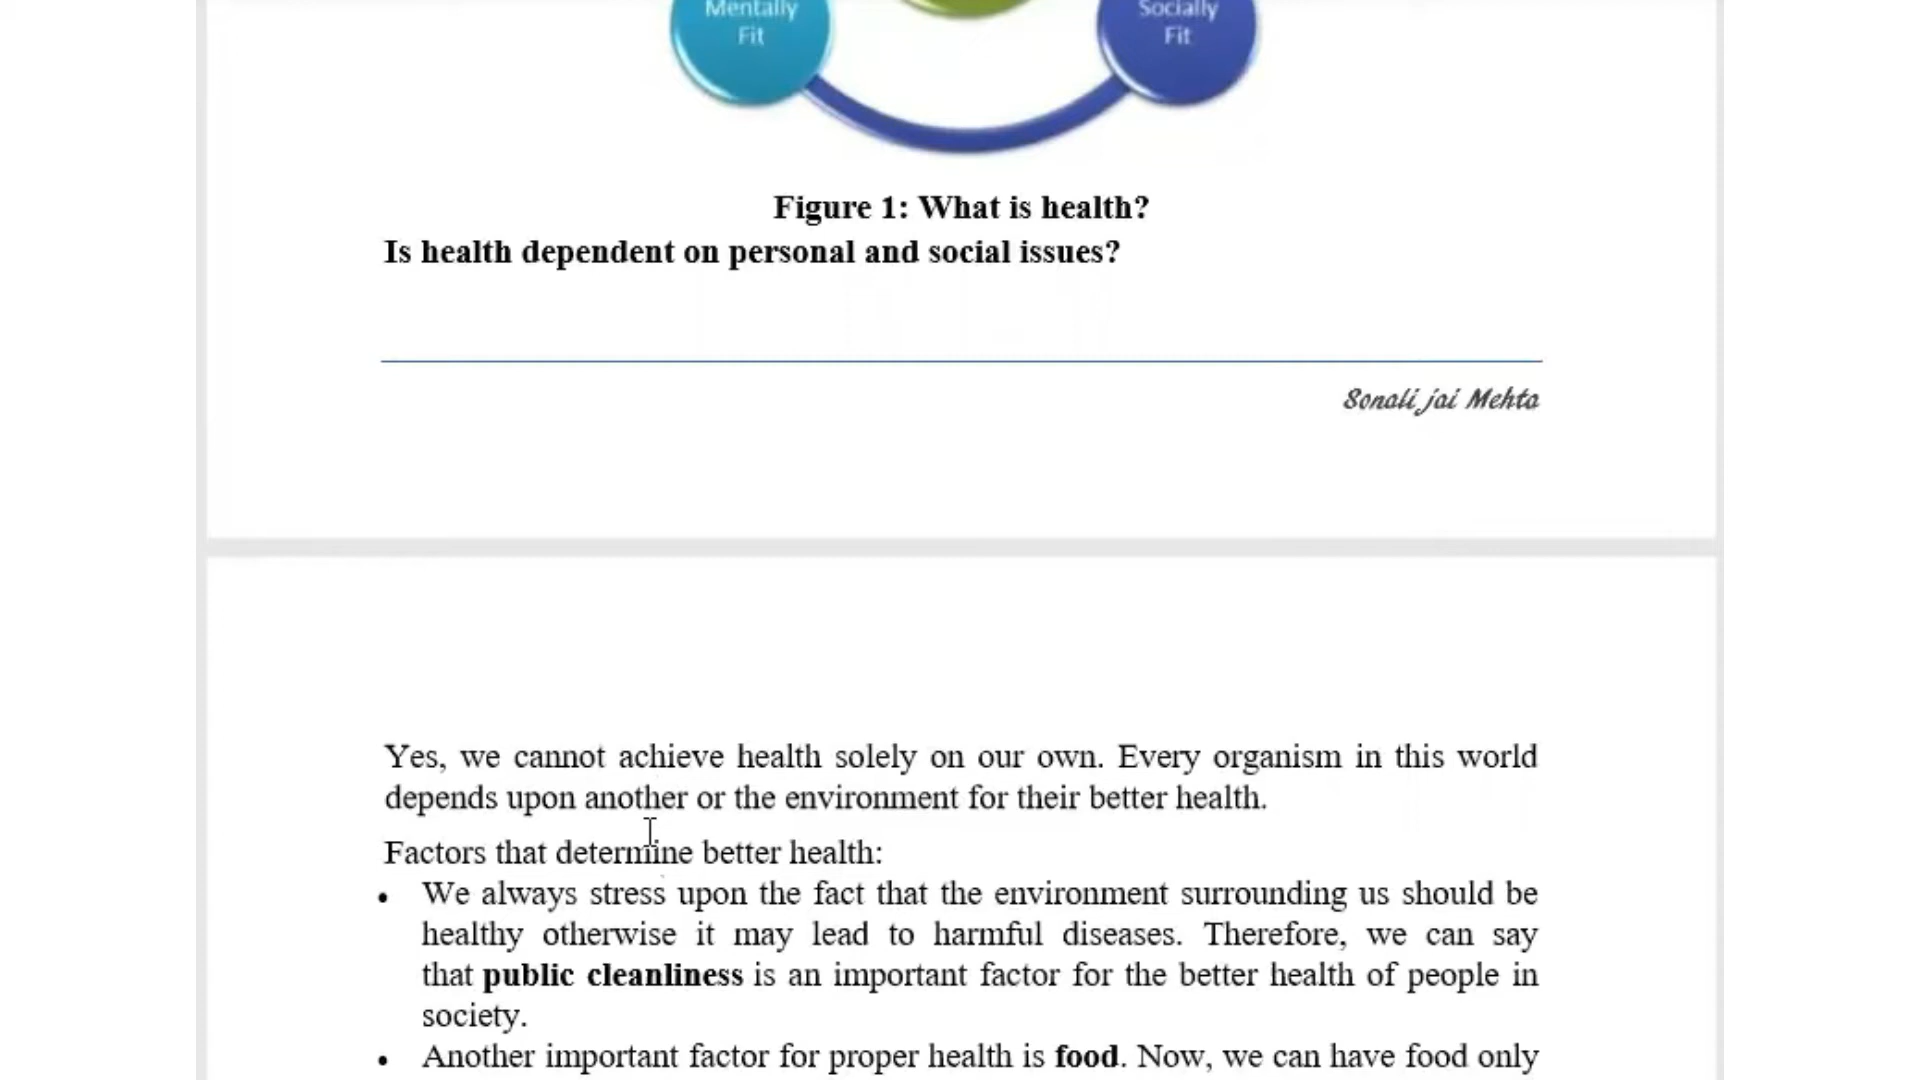 Mentally
Fit
Socially
Fit
Figure 1: What is health?
Is health dependent on personal and social issues?
Sonali jai Mehta
Yes, we cannot achieve health solely on our own. Every organism in this world
depends upon another or the environment for their better health.
Factors that determine better health:
• We always stress upon the fact that the environment surrounding us should be
healthy otherwise it may lead to harmful diseases. Therefore, we can say
that public cleanliness is an important factor for the better health of people in
society.
• Another important factor for proper health is food. Now, we can have food only